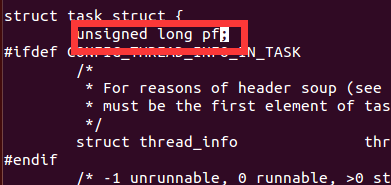 struct task_struct {
unsigned long pf;
#ifdef CONFIG_THREAD_INFO_IN_TASK
/*
* For reasons of header soup (see
* must be the first element of tas
*/
struct thread_info thr
#endif
/* -1 unrunnable, 0 runnable, >0 st